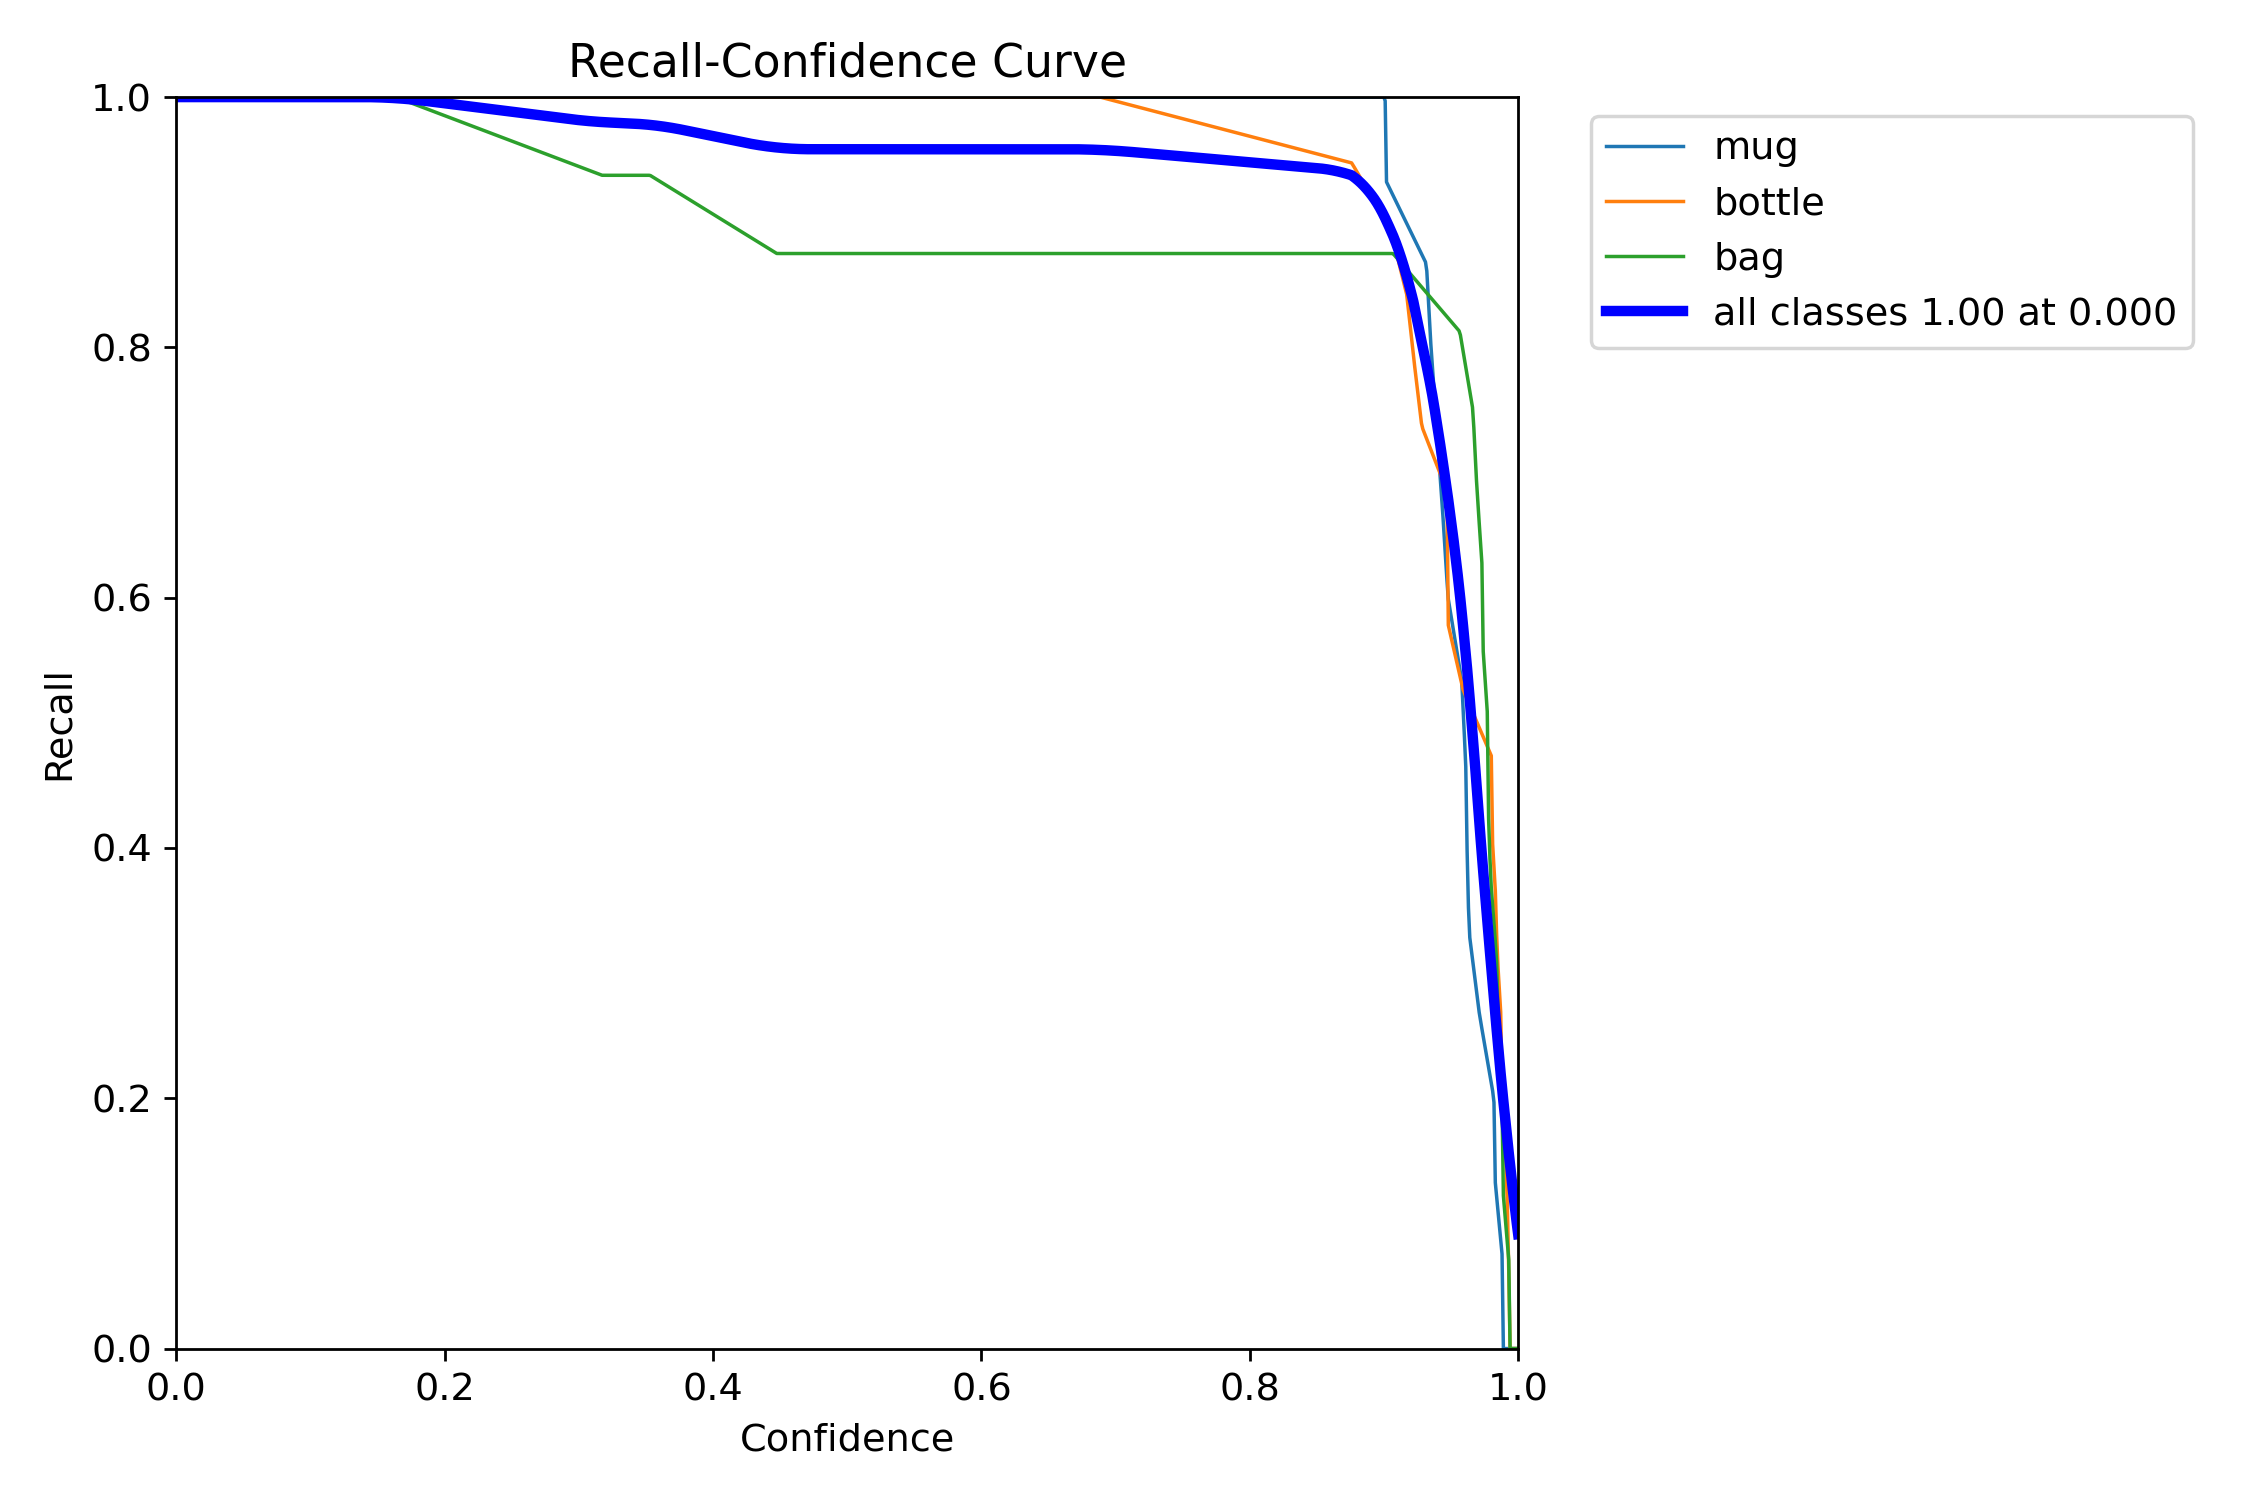 Recall-Confidence Curve
1.0
0.8
0.6
0.4
0.2
0.0
Recall
0.0 0.2 0.4 0.6 0.8 1.0
Confidence
mug
bottle
bag
all classes 1.00 at 0.000